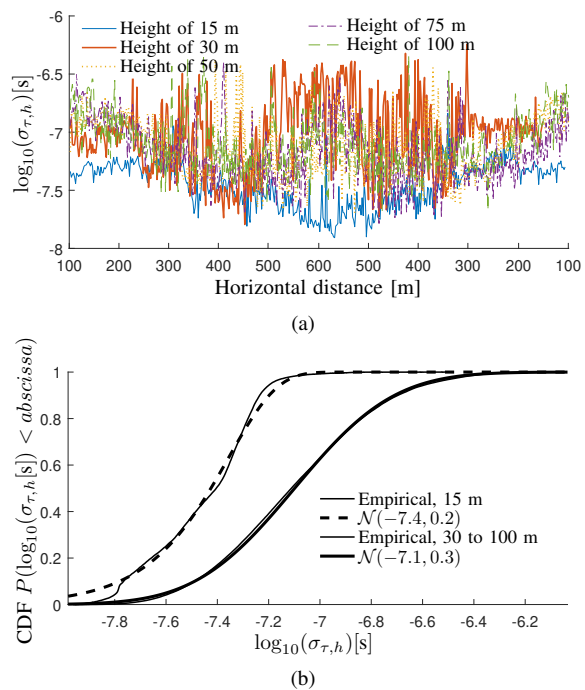 (a)
Height of 15 m
Height of 30 m
Height of 50 m
Height of 75 m
Height of 100 m
log10(στ,h)[s]
-6
-6.5
-7
-7.5
-8
100 200 300 400 500 600 600 500 400 300 200 100
Horizontal distance [m]
(a)
CDF P(log10(στ,h[s]) < abscissa)
1
0.8
0.6
0.4
0.2
0
Empirical, 15 m
𝒩(−7.4, 0.2)
Empirical, 30 to 100 m
𝒩(−7.1, 0.3)
-7.8 -7.6 -7.4 -7.2 -7 -6.8 -6.6 -6.4 -6.2
log10(στ,h)[s]
(b)